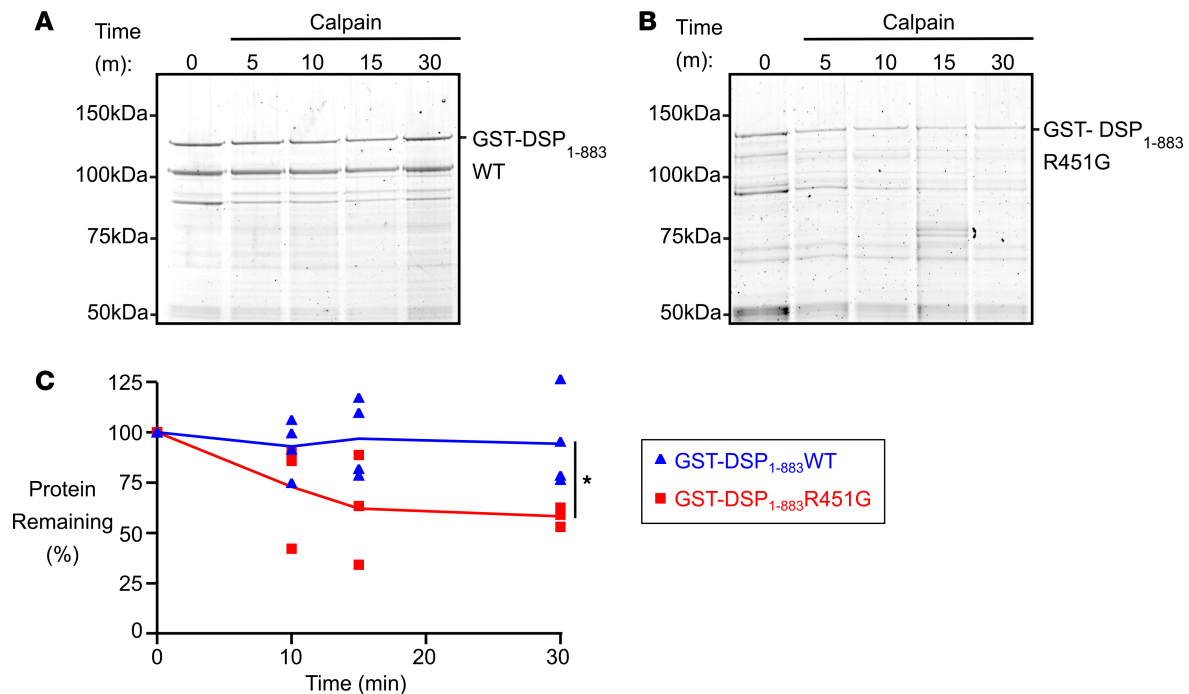 A
Time
(m):
Calpain
0 5 10 15 30
150kDa
100kDa
75kDa
50kDa
GST-DSP1-883
WT
B
Time
(m):
Calpain
0 5 10 15 30
150kDa
100kDa
75kDa
50kDa
GST- DSP1-883
R451G
C
Protein
Remaining
(%)
125
100
75
50
25
0
0 10 20 30
Time (min)
*
GST-DSP1-883WT
GST-DSP1-883R451G